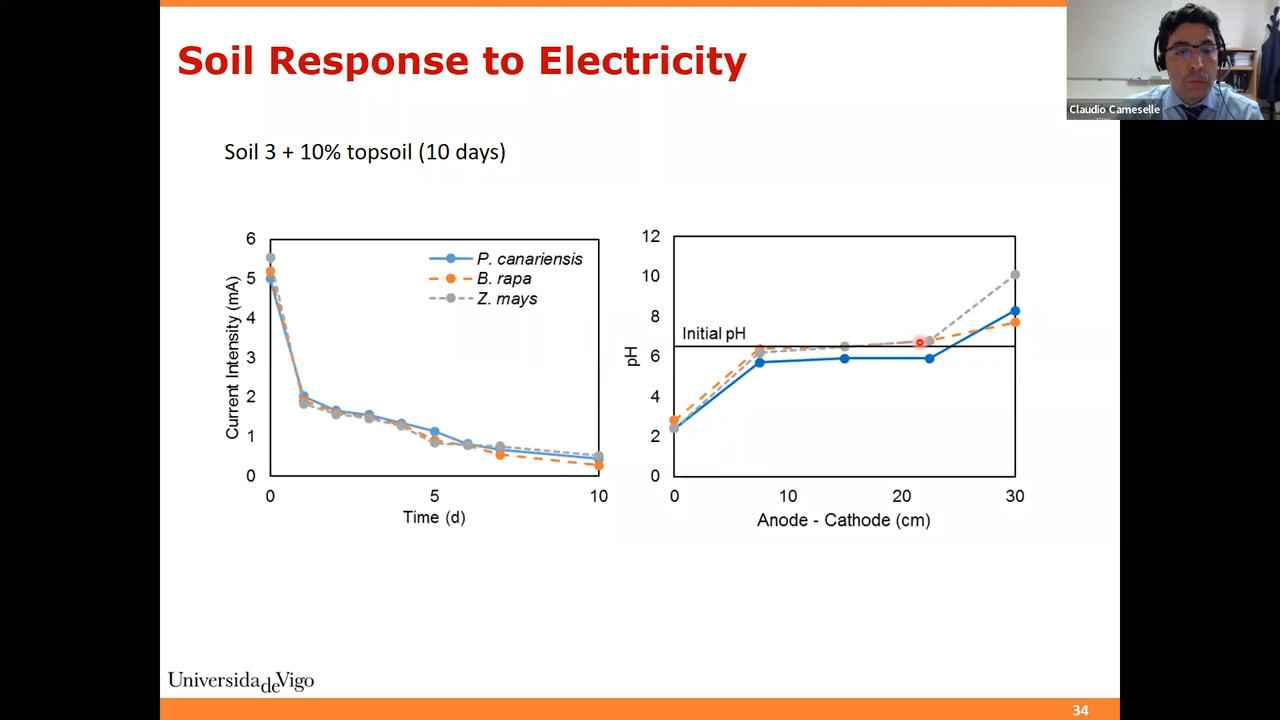 Soil Response to Electricity
Claudio Cameselle
Soil 3 + 10% topsoil (10 days)
6
5
4
3
2
1
0
Current Intensity (mA)
P. canariensis
B. rapa
Z. mays
0
5
10
Time (d)
12
10
8
6
4
2
0
pH
Initial pH
0
10
20
30
Anode - Cathode (cm)
UniversidadeVigo
34